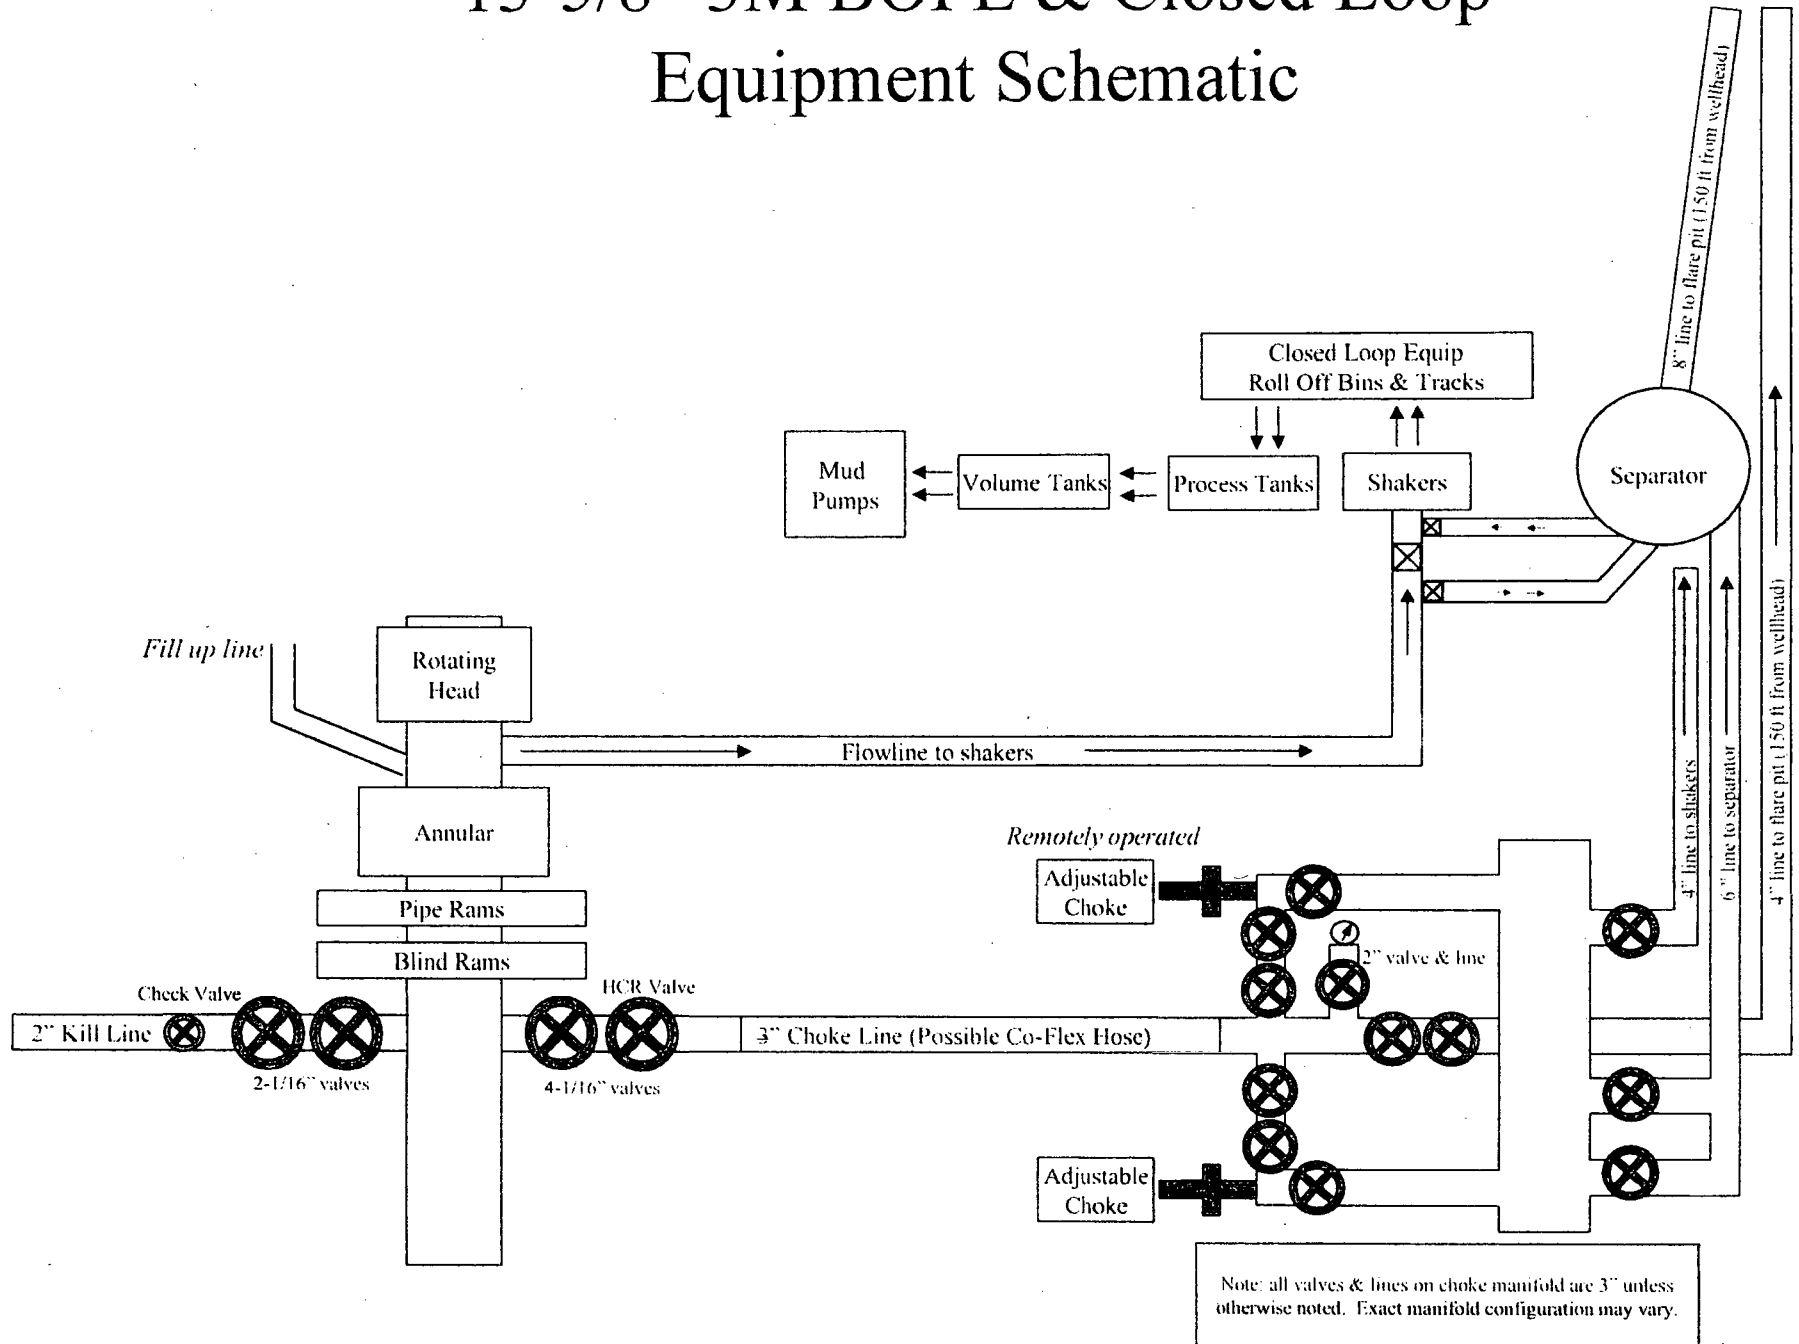 Equipment Schematic
8" line to flare pit (150 ft from wellhead)
Closed Loop Equip
Roll Off Bins & Tracks
Mud
Pumps
Volume Tanks
Process Tanks
Shakers
Separator
Fill up line
Rotating
Head
Flowline to shakers
Annular
Pipe Rams
Blind Rams
Check Valve
HCR Valve
2" Kill Line
2-1/16" valves
4-1/16" valves
3" Choke Line (Possible Co-Flex Hose)
Remotely operated
Adjustable
Choke
2" valve & line
Adjustable
Choke
4" line to shakers
6" line to separator
4" line to flare pit (150 ft from wellhead)
Note: all valves & lines on choke manifold are 3" unless
otherwise noted. Exact manifold configuration may vary.